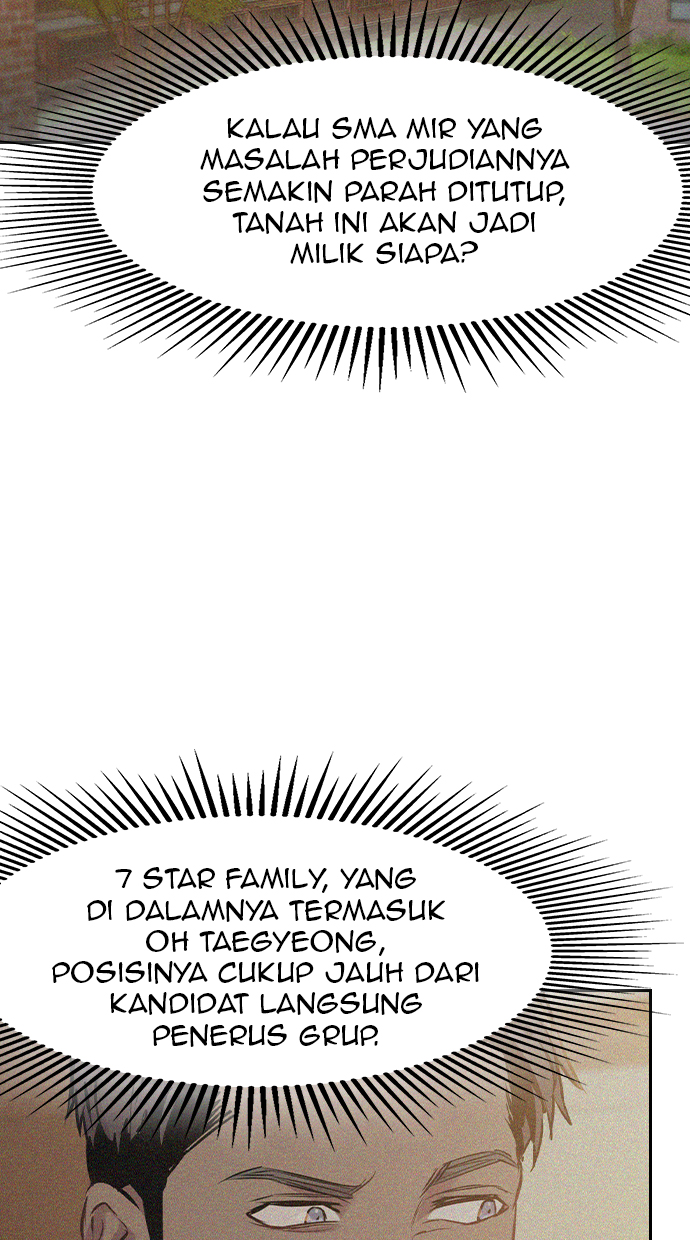 KALAU SMA MIR YANG
MASALAH PERJUDIANNYA
SEMAKIN PARAH DITUTUP,
TANAH INI AKAN JADI
MILIK SIAPA?
7 STAR FAMILY, YANG
DI DALAMNYA TERMASUK
OH TAEGYEONG,
POSISINYA CUKUP JAUH DARI
KANDIDAT LANGSUNG
PENERUS GRUP.